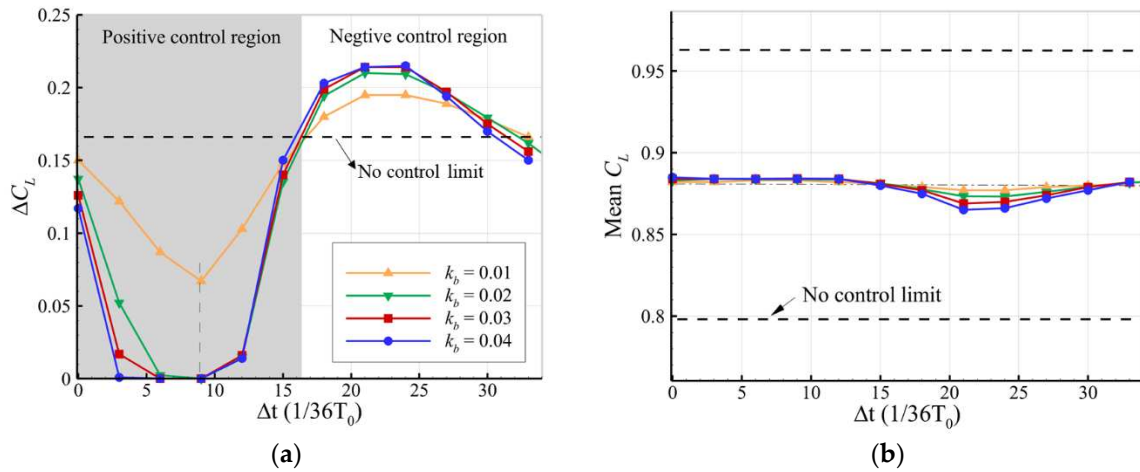 Positive control region
Negtive control region
No control limit
k_b = 0.01
k_b = 0.02
k_b = 0.03
k_b = 0.04
0.25
0.2
0.15
0.1
0.05
0
ΔC_L
0 5 10 15 20 25 30
Δt (1/36T_0)
(a)
0.95
0.9
0.85
0.8
Mean C_L
No control limit
0 5 10 15 20 25 30
Δt (1/36T_0)
(b)